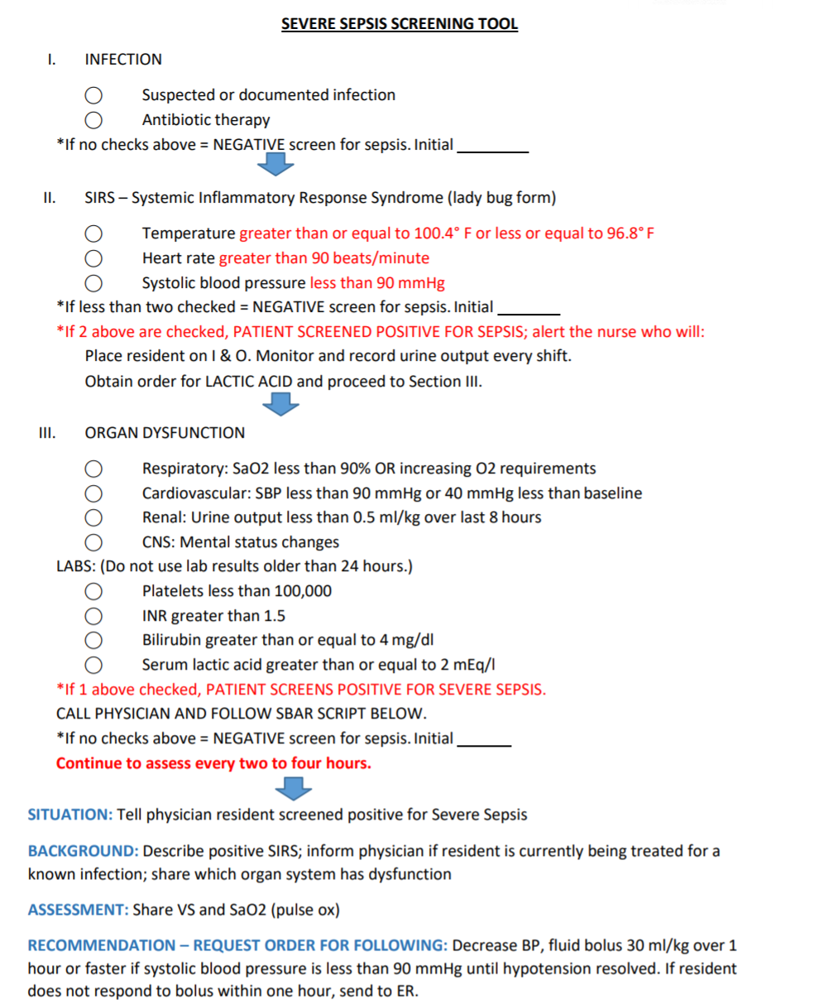 SEVERE SEPSIS SCREENING TOOL
I. INFECTION
Suspected or documented infection
Antibiotic therapy
*If no checks above = NEGATIVE screen for sepsis. Initial ________
II. SIRS – Systemic Inflammatory Response Syndrome (lady bug form)
Temperature greater than or equal to 100.4° F or less or equal to 96.8° F
Heart rate greater than 90 beats/minute
Systolic blood pressure less than 90 mmHg
*If less than two checked = NEGATIVE screen for sepsis. Initial _______
*If 2 above are checked, PATIENT SCREENED POSITIVE FOR SEPSIS; alert the nurse who will:
Place resident on I & O. Monitor and record urine output every shift.
Obtain order for LACTIC ACID and proceed to Section III.
III. ORGAN DYSFUNCTION
Respiratory: SaO2 less than 90% OR increasing O2 requirements
Cardiovascular: SBP less than 90 mmHg or 40 mmHg less than baseline
Renal: Urine output less than 0.5 ml/kg over last 8 hours
CNS: Mental status changes
LABS: (Do not use lab results older than 24 hours.)
Platelets less than 100,000
INR greater than 1.5
Bilirubin greater than or equal to 4 mg/dl
Serum lactic acid greater than or equal to 2 mEq/l
*If 1 above checked, PATIENT SCREENS POSITIVE FOR SEVERE SEPSIS.
CALL PHYSICIAN AND FOLLOW SBAR SCRIPT BELOW.
*If no checks above = NEGATIVE screen for sepsis. Initial ______
Continue to assess every two to four hours.
SITUATION: Tell physician resident screened positive for Severe Sepsis
BACKGROUND: Describe positive SIRS; inform physician if resident is currently being treated for a
known infection; share which organ system has dysfunction
ASSESSMENT: Share VS and SaO2 (pulse ox)
RECOMMENDATION – REQUEST ORDER FOR FOLLOWING: Decrease BP, fluid bolus 30 ml/kg over 1
hour or faster if systolic blood pressure is less than 90 mmHg until hypotension resolved. If resident
does not respond to bolus within one hour, send to ER.